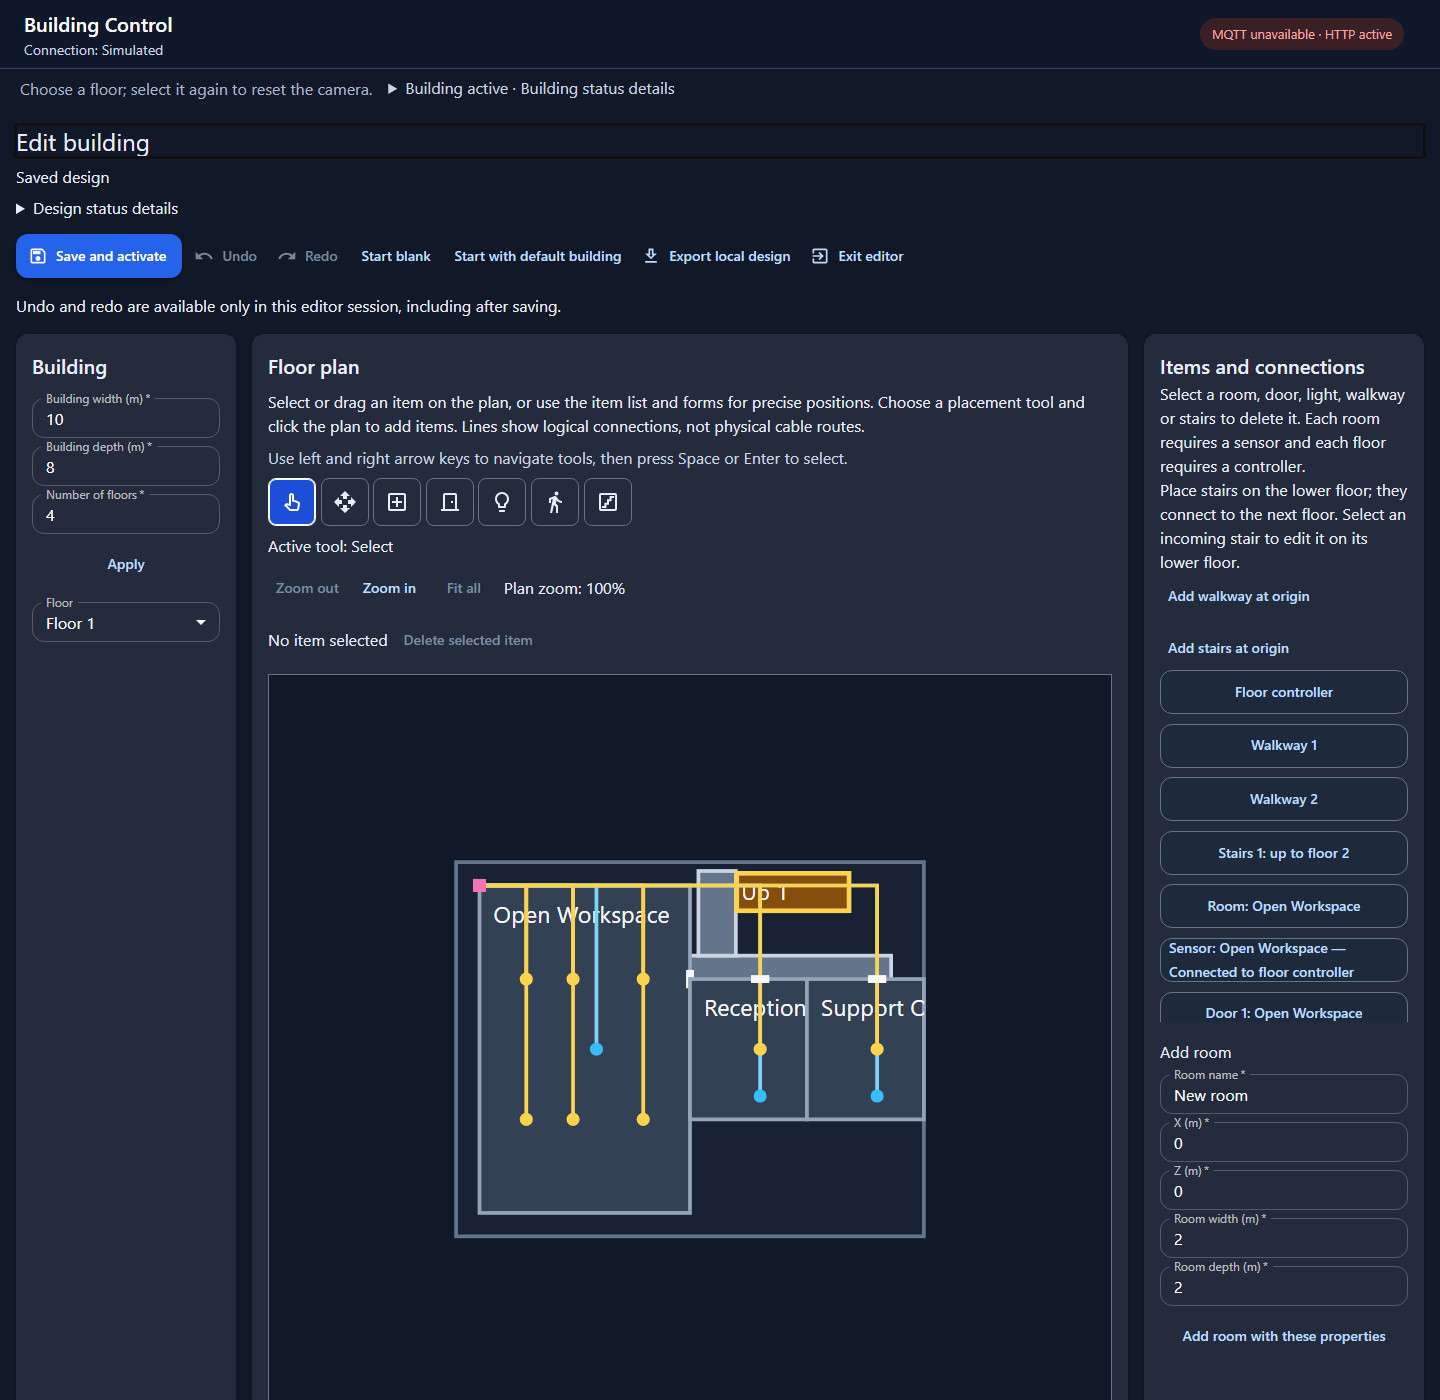 Building Control
Connection: Simulated
MQTT unavailable · HTTP active
Choose a floor; select it again to reset the camera.
Building active · Building status details
Edit building
Saved design
Design status details
Save and activate
Undo
Redo
Start blank
Start with default building
Export local design
Exit editor
Undo and redo are available only in this editor session, including after saving.
Building
Building width (m) *
10
Building depth (m) *
8
Number of floors *
4
Apply
Floor
Floor 1
Floor plan
Select or drag an item on the plan, or use the item list and forms for precise positions. Choose a placement tool and
click the plan to add items. Lines show logical connections, not physical cable routes.
Use left and right arrow keys to navigate tools, then press Space or Enter to select.
Active tool: Select
Zoom out
Zoom in
Fit all
Plan zoom: 100%
No item selected
Delete selected item
Up 1
Open Workspace
Reception
Support C
Items and connections
Select a room, door, light, walkway
or stairs to delete it. Each room
requires a sensor and each floor
requires a controller.
Place stairs on the lower floor; they
connect to the next floor. Select an
incoming stair to edit it on its
lower floor.
Add walkway at origin
Add stairs at origin
Floor controller
Walkway 1
Walkway 2
Stairs 1: up to floor 2
Room: Open Workspace
Sensor: Open Workspace —
Connected to floor controller
Door 1: Open Workspace
Add room
Room name *
New room
X (m) *
0
Z (m) *
0
Room width (m) *
2
Room depth (m) *
2
Add room with these properties